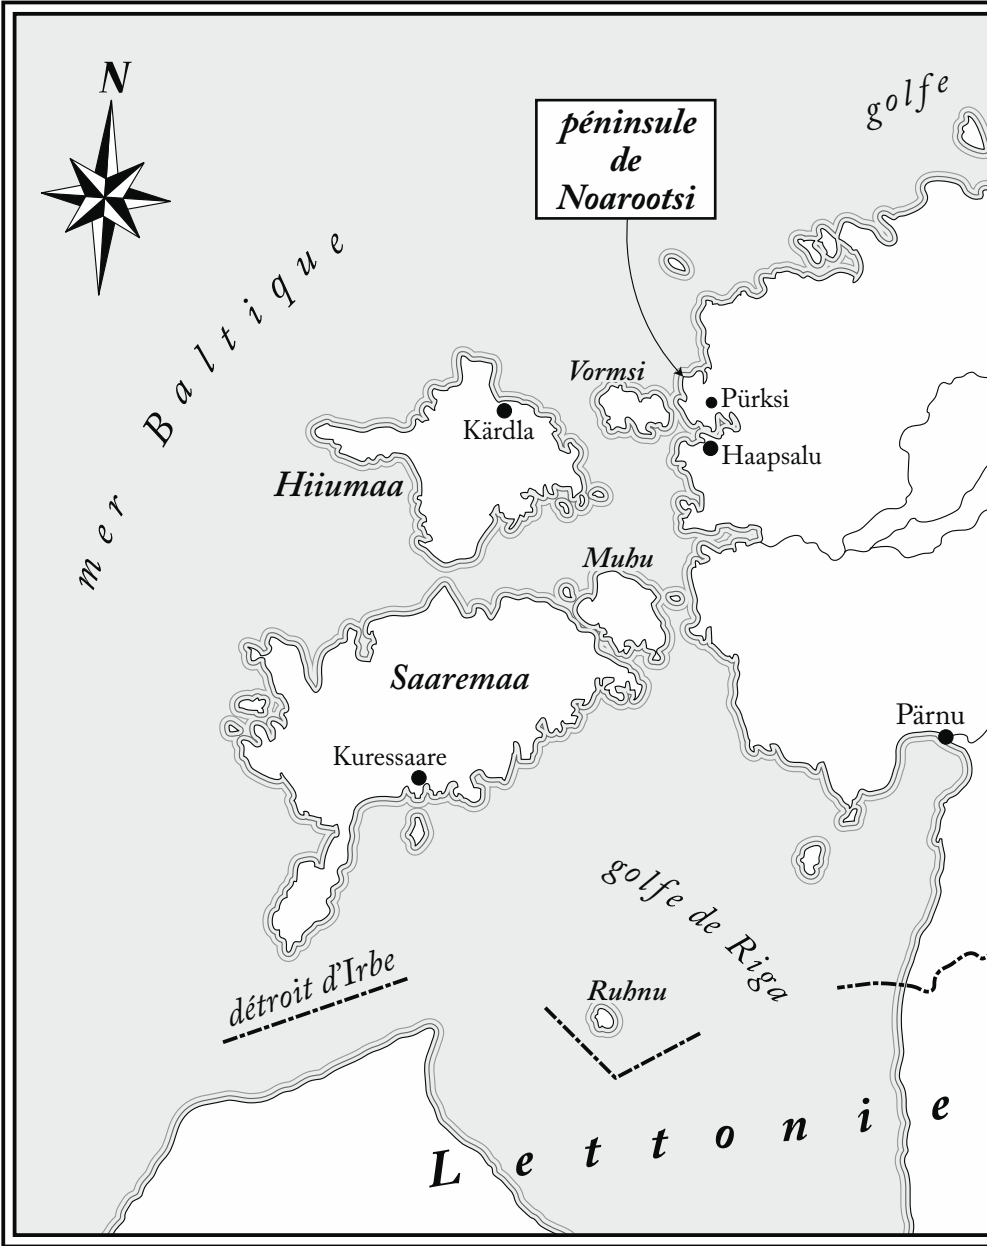 N
golfe
péninsule
de
Noarootsi
mer Baltique
Vormsi
Pürksi
Kärdla
Haapsalu
Hiiumaa
Muhu
Saaremaa
Pärnu
Kuressaare
golfe de Riga
détroit d'Irbe
Ruhnu
Lettonie